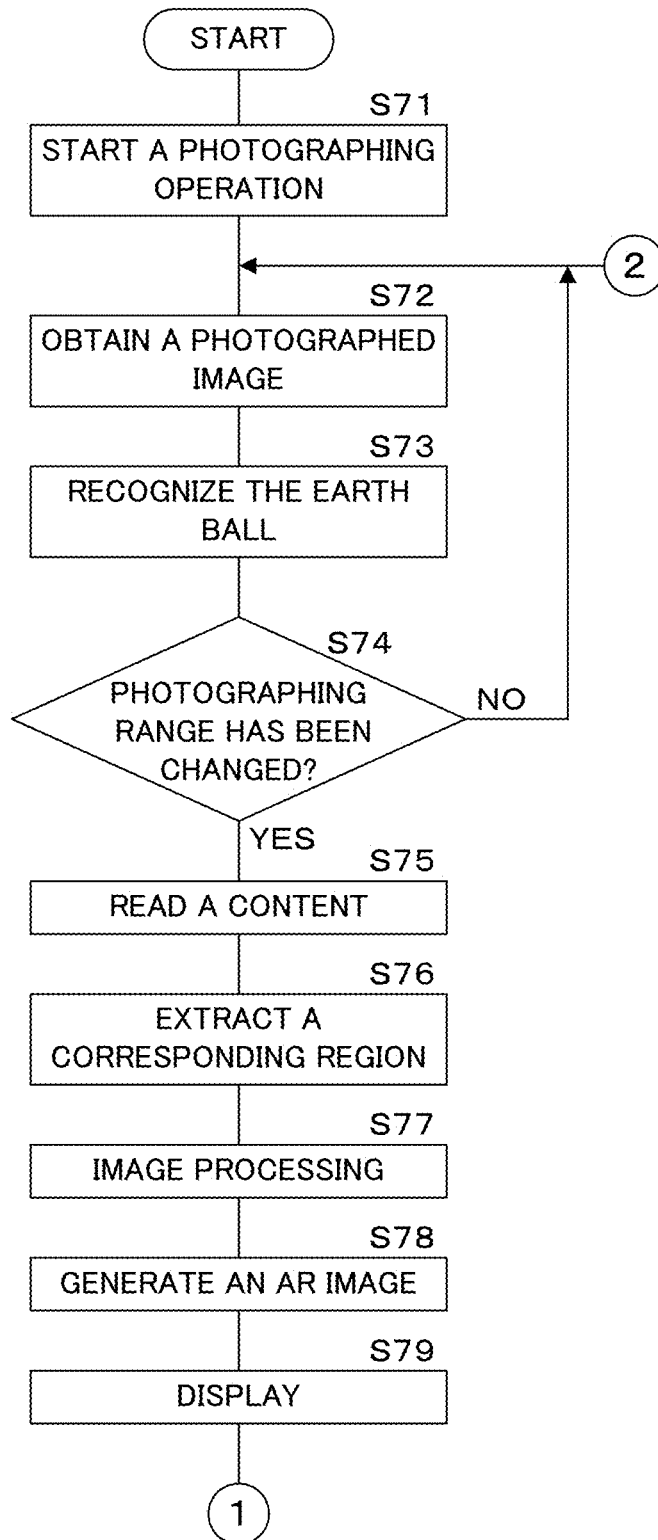 START
S71
START A PHOTOGRAPHING
OPERATION
2
S72
OBTAIN A PHOTOGRAPHED
IMAGE
S73
RECOGNIZE THE EARTH
BALL
S74
PHOTOGRAPHING
RANGE HAS BEEN
CHANGED?
NO
YES
S75
READ A CONTENT
S76
EXTRACT A
CORRESPONDING REGION
S77
IMAGE PROCESSING
S78
GENERATE AN AR IMAGE
S79
DISPLAY
1